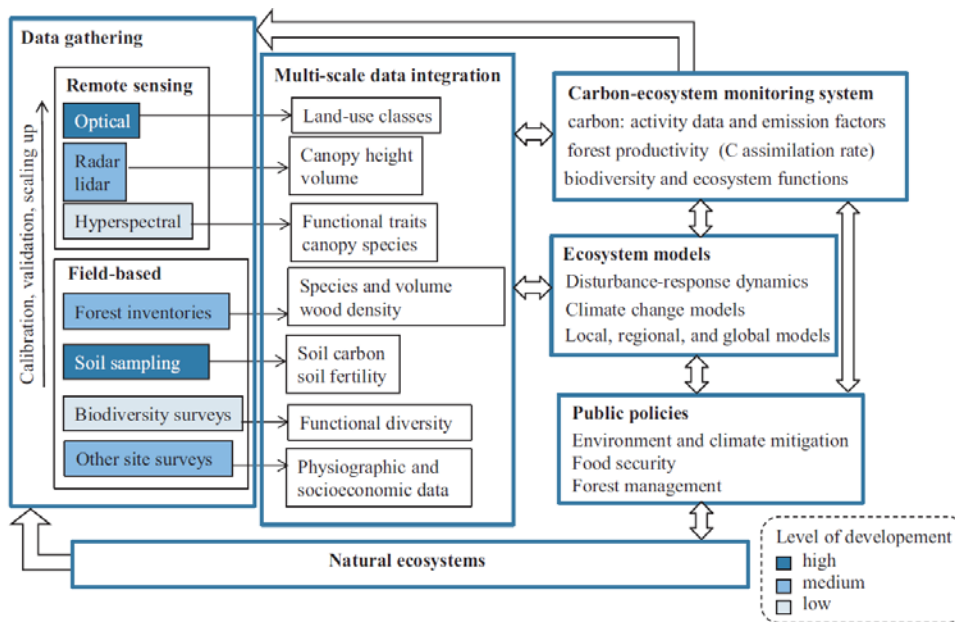 Data gathering
Remote sensing
Optical
Radar
lidar
Hyperspectral
Field-based
Forest inventories
Soil sampling
Biodiversity surveys
Other site surveys
Calibration, validation, scaling up
Multi-scale data integration
Land-use classes
Canopy height
volume
Functional traits
canopy species
Species and volume
wood density
Soil carbon
soil fertility
Functional diversity
Physiographic and
socioeconomic data
Carbon-ecosystem monitoring system
carbon: activity data and emission factors
forest productivity (C assimilation rate)
biodiversity and ecosystem functions
Ecosystem models
Disturbance-response dynamics
Climate change models
Local, regional, and global models
Public policies
Environment and climate mitigation
Food security
Forest management
Natural ecosystems
Level of developement
high
medium
low